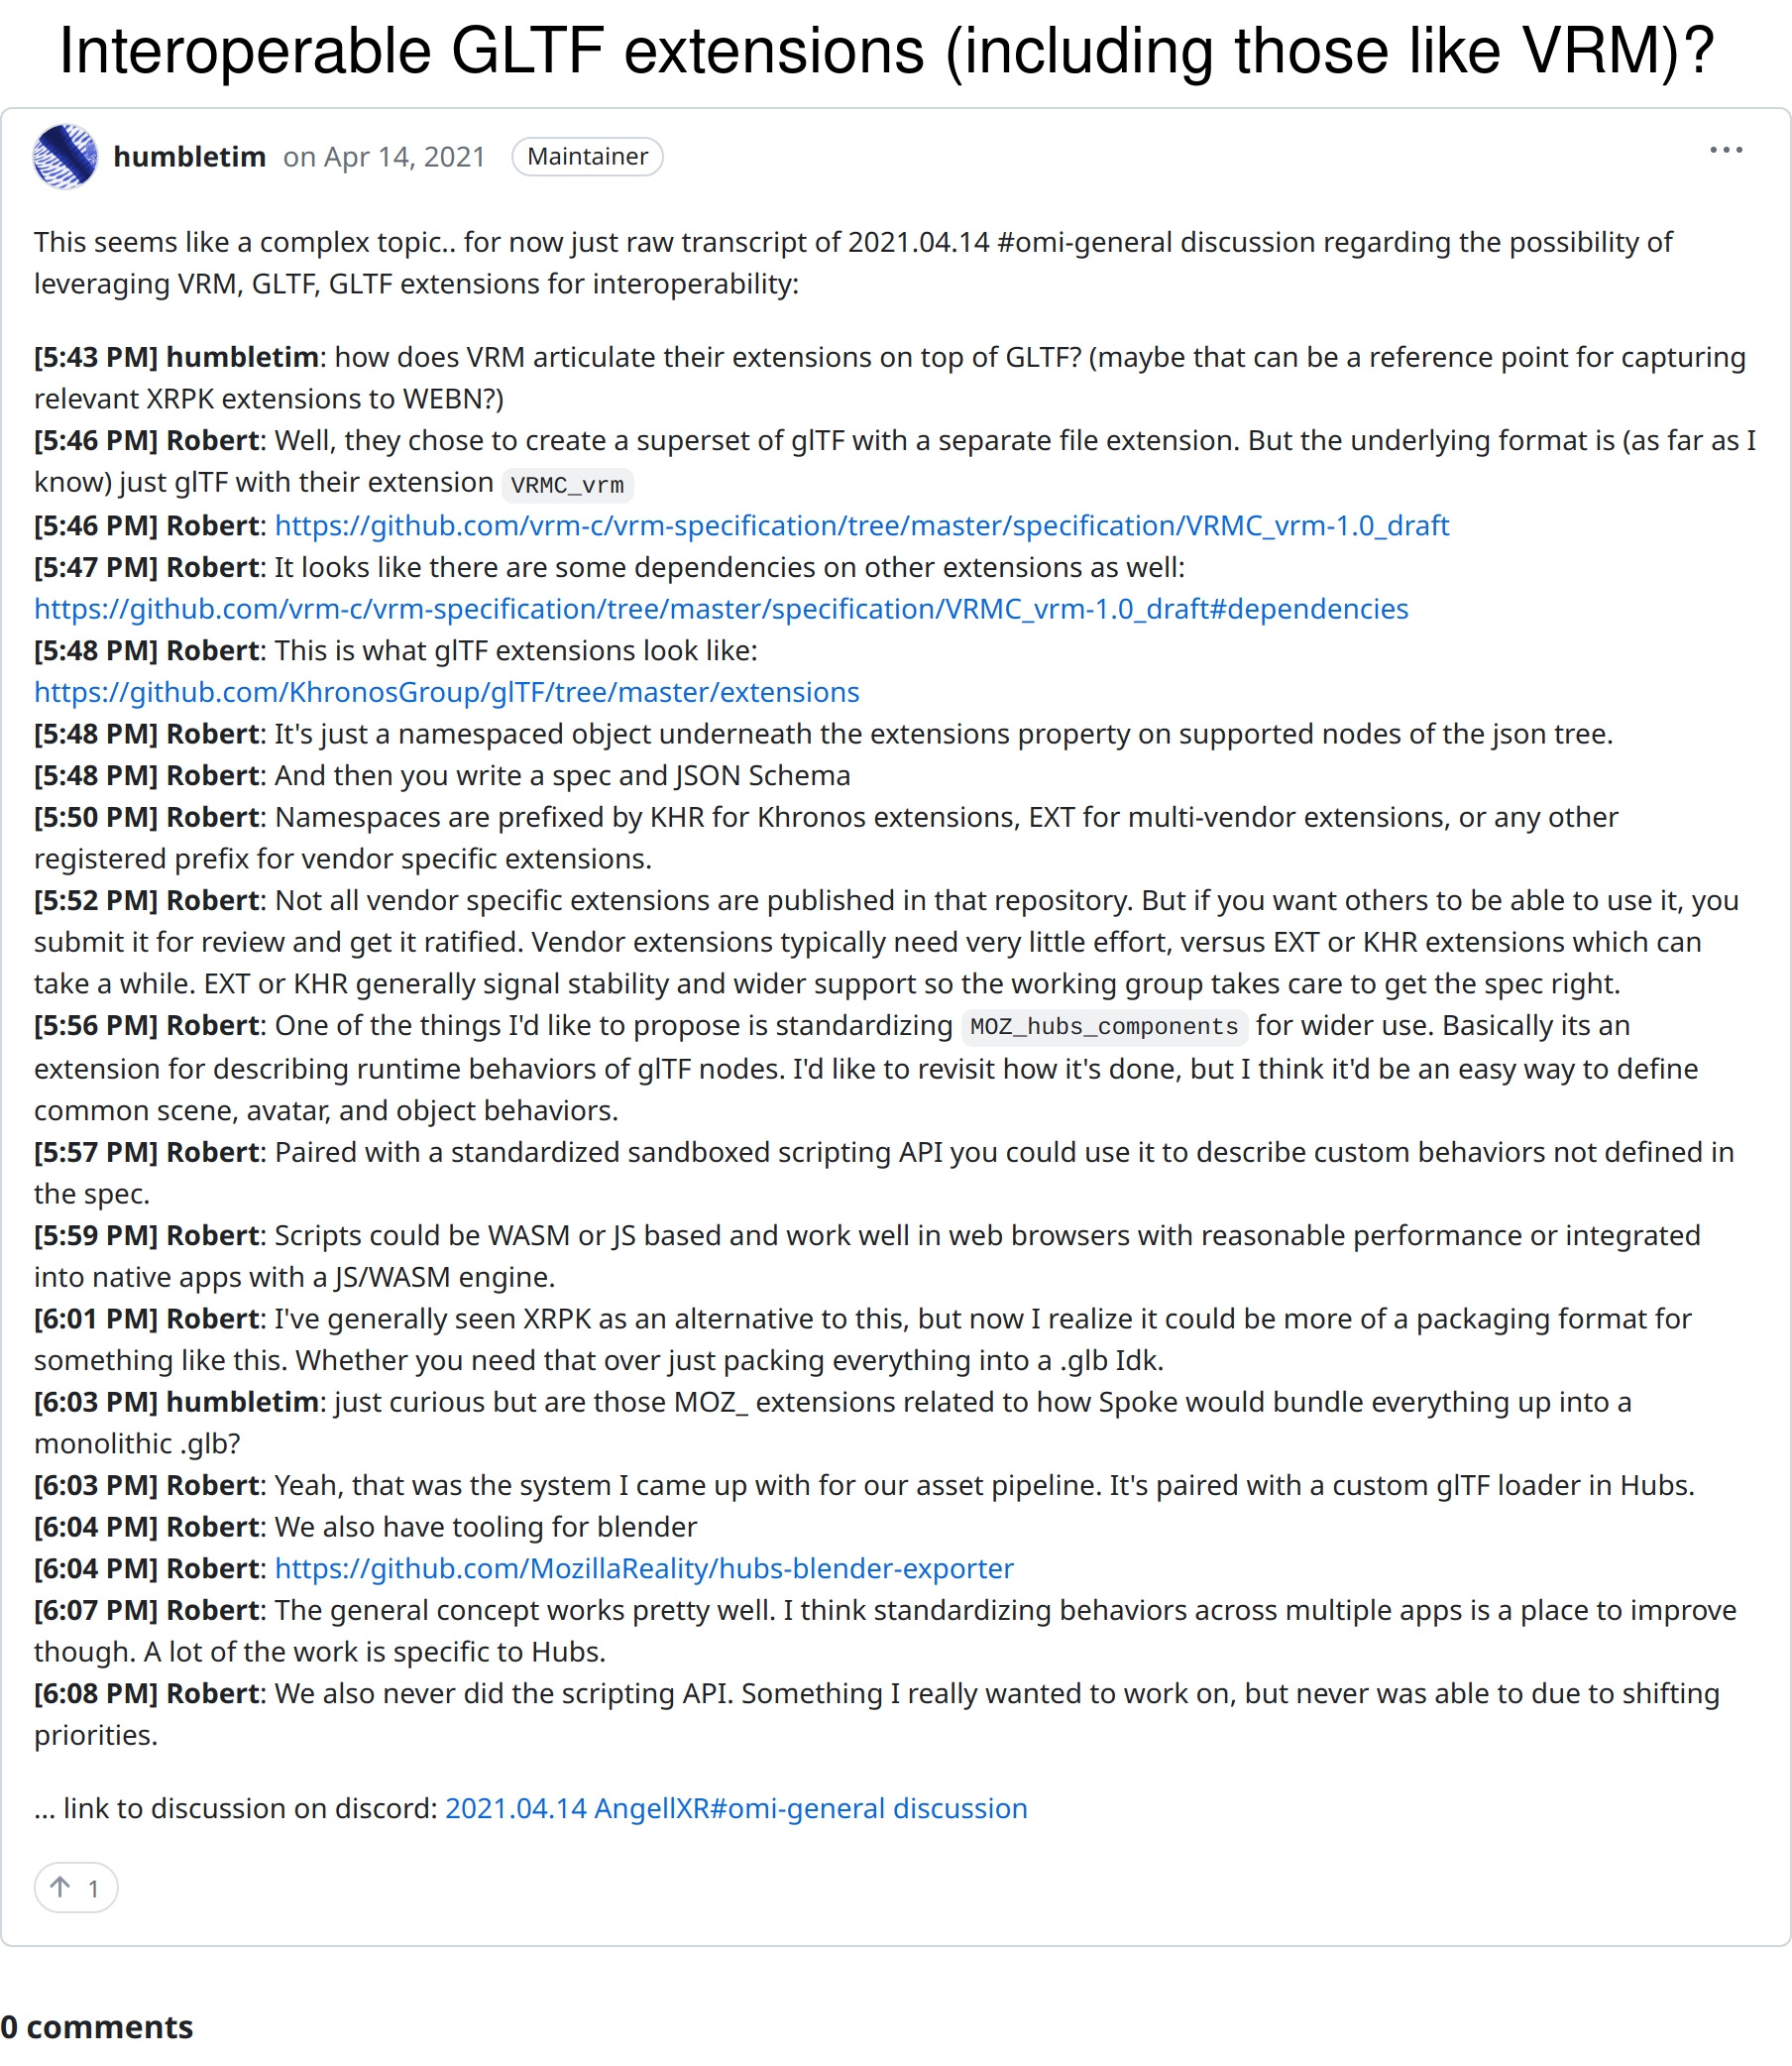 Interoperable GLTF extensions (including those like VRM)?
humbletim on Apr 14, 2021 Maintainer
This seems like a complex topic.. for now just raw transcript of 2021.04.14 #omi-general discussion regarding the possibility of
leveraging VRM, GLTF, GLTF extensions for interoperability:
[5:43 PM] humbletim: how does VRM articulate their extensions on top of GLTF? (maybe that can be a reference point for capturing
relevant XRPK extensions to WEBN?)
[5:46 PM] Robert: Well, they chose to create a superset of glTF with a separate file extension. But the underlying format is (as far as I
know) just glTF with their extension VRMC_vrm
[5:46 PM] Robert: https://github.com/vrm-c/vrm-specification/tree/master/specification/VRMC_vrm-1.0_draft
[5:47 PM] Robert: It looks like there are some dependencies on other extensions as well:
https://github.com/vrm-c/vrm-specification/tree/master/specification/VRMC_vrm-1.0_draft#dependencies
[5:48 PM] Robert: This is what glTF extensions look like:
https://github.com/KhronosGroup/glTF/tree/master/extensions
[5:48 PM] Robert: It's just a namespaced object underneath the extensions property on supported nodes of the json tree.
[5:48 PM] Robert: And then you write a spec and JSON Schema
[5:50 PM] Robert: Namespaces are prefixed by KHR for Khronos extensions, EXT for multi-vendor extensions, or any other
registered prefix for vendor specific extensions.
[5:52 PM] Robert: Not all vendor specific extensions are published in that repository. But if you want others to be able to use it, you
submit it for review and get it ratified. Vendor extensions typically need very little effort, versus EXT or KHR extensions which can
take a while. EXT or KHR generally signal stability and wider support so the working group takes care to get the spec right.
[5:56 PM] Robert: One of the things I'd like to propose is standardizing MOZ_hubs_components for wider use. Basically its an
extension for describing runtime behaviors of glTF nodes. I'd like to revisit how it's done, but I think it'd be an easy way to define
common scene, avatar, and object behaviors.
[5:57 PM] Robert: Paired with a standardized sandboxed scripting API you could use it to describe custom behaviors not defined in
the spec.
[5:59 PM] Robert: Scripts could be WASM or JS based and work well in web browsers with reasonable performance or integrated
into native apps with a JS/WASM engine.
[6:01 PM] Robert: I've generally seen XRPK as an alternative to this, but now I realize it could be more of a packaging format for
something like this. Whether you need that over just packing everything into a .glb Idk.
[6:03 PM] humbletim: just curious but are those MOZ_ extensions related to how Spoke would bundle everything up into a
monolithic .glb?
[6:03 PM] Robert: Yeah, that was the system I came up with for our asset pipeline. It's paired with a custom glTF loader in Hubs.
[6:04 PM] Robert: We also have tooling for blender
[6:04 PM] Robert: https://github.com/MozillaReality/hubs-blender-exporter
[6:07 PM] Robert: The general concept works pretty well. I think standardizing behaviors across multiple apps is a place to improve
though. A lot of the work is specific to Hubs.
[6:08 PM] Robert: We also never did the scripting API. Something I really wanted to work on, but never was able to due to shifting
priorities.
... link to discussion on discord: 2021.04.14 AngellXR#omi-general discussion
↑ 1
0 comments